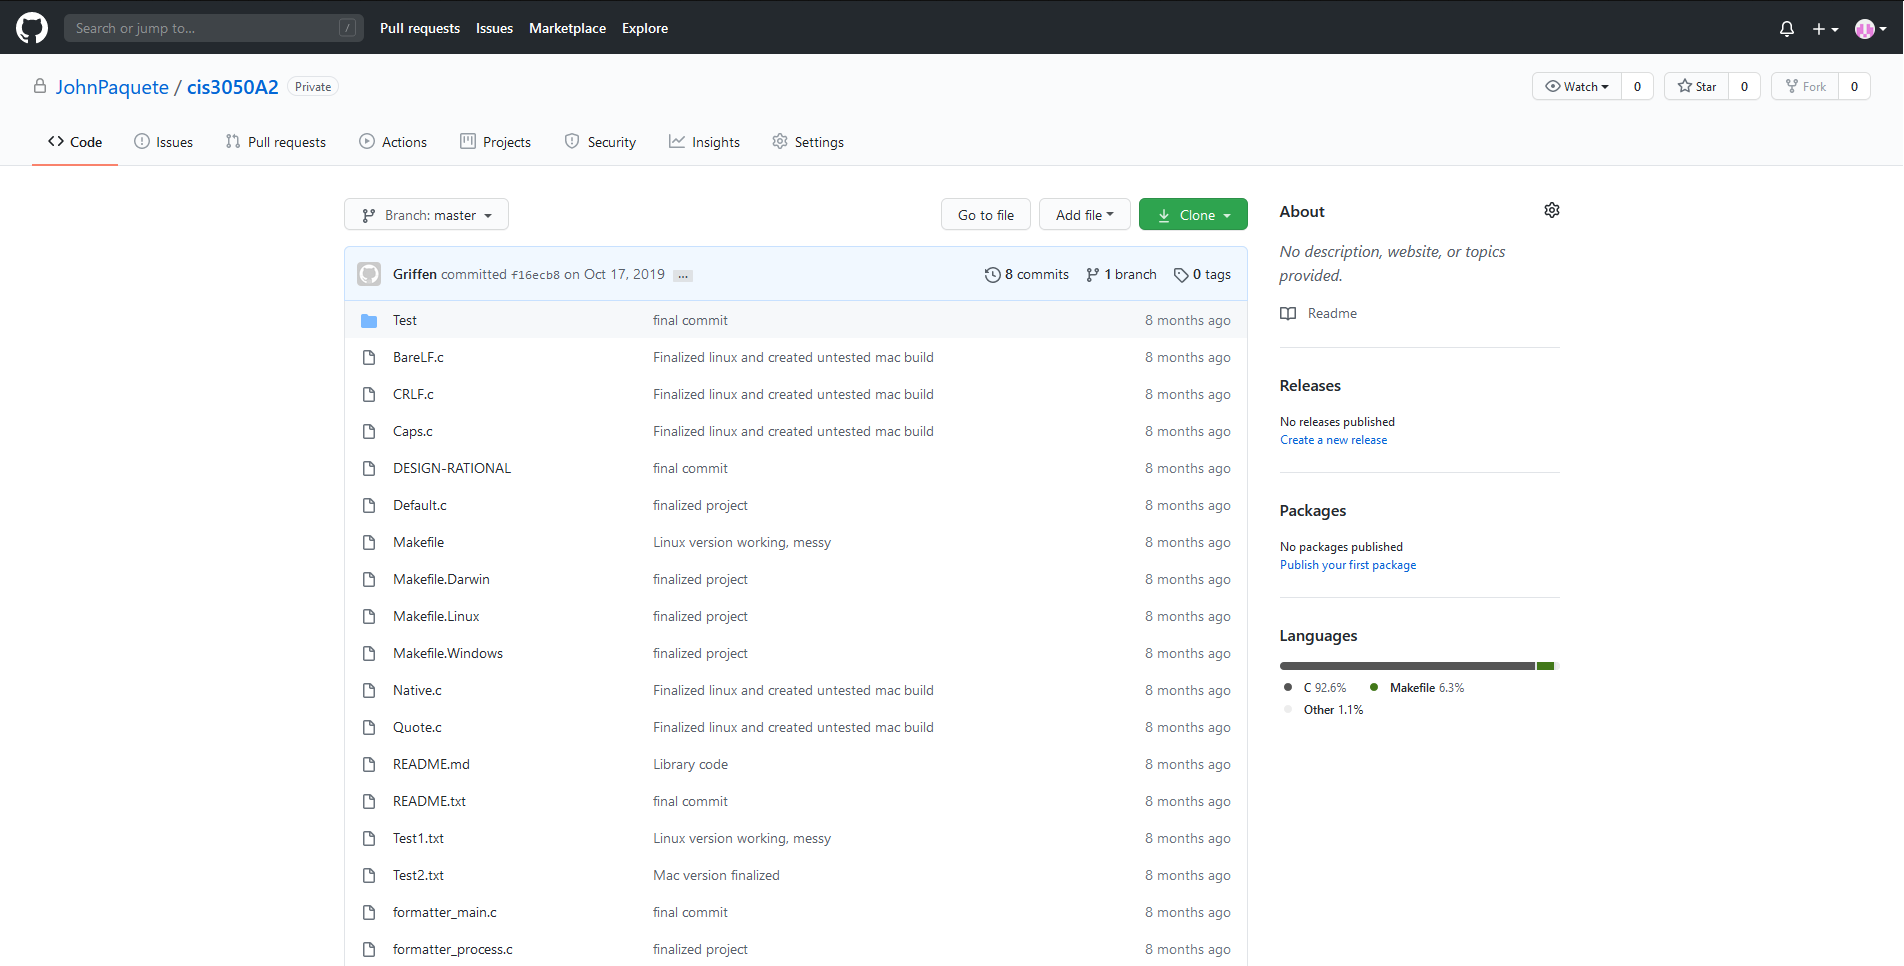 Search or jump to... / Pull requests Issues Marketplace Explore
JohnPaquete / cis3050A2 Private Watch 0 Star 0 Fork 0
Code Issues Pull requests Actions Projects Security Insights Settings
Branch: master Go to file Add file Clone
Griffen committed f16ecb8 on Oct 17, 2019 ... 8 commits 1 branch 0 tags
Test final commit 8 months ago
BareLF.c Finalized linux and created untested mac build 8 months ago
CRLF.c Finalized linux and created untested mac build 8 months ago
Caps.c Finalized linux and created untested mac build 8 months ago
DESIGN-RATIONAL final commit 8 months ago
Default.c finalized project 8 months ago
Makefile Linux version working, messy 8 months ago
Makefile.Darwin finalized project 8 months ago
Makefile.Linux finalized project 8 months ago
Makefile.Windows finalized project 8 months ago
Native.c Finalized linux and created untested mac build 8 months ago
Quote.c Finalized linux and created untested mac build 8 months ago
README.md Library code 8 months ago
README.txt final commit 8 months ago
Test1.txt Linux version working, messy 8 months ago
Test2.txt Mac version finalized 8 months ago
formatter_main.c final commit 8 months ago
formatter_process.c finalized project 8 months ago
About
No description, website, or topics
provided.
Readme
Releases
No releases published
Create a new release
Packages
No packages published
Publish your first package
Languages
C 92.6% Makefile 6.3%
Other 1.1%